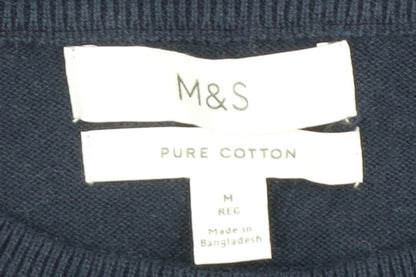 M&S
PURE COTTON
M
REG
Made in
Bangladesh